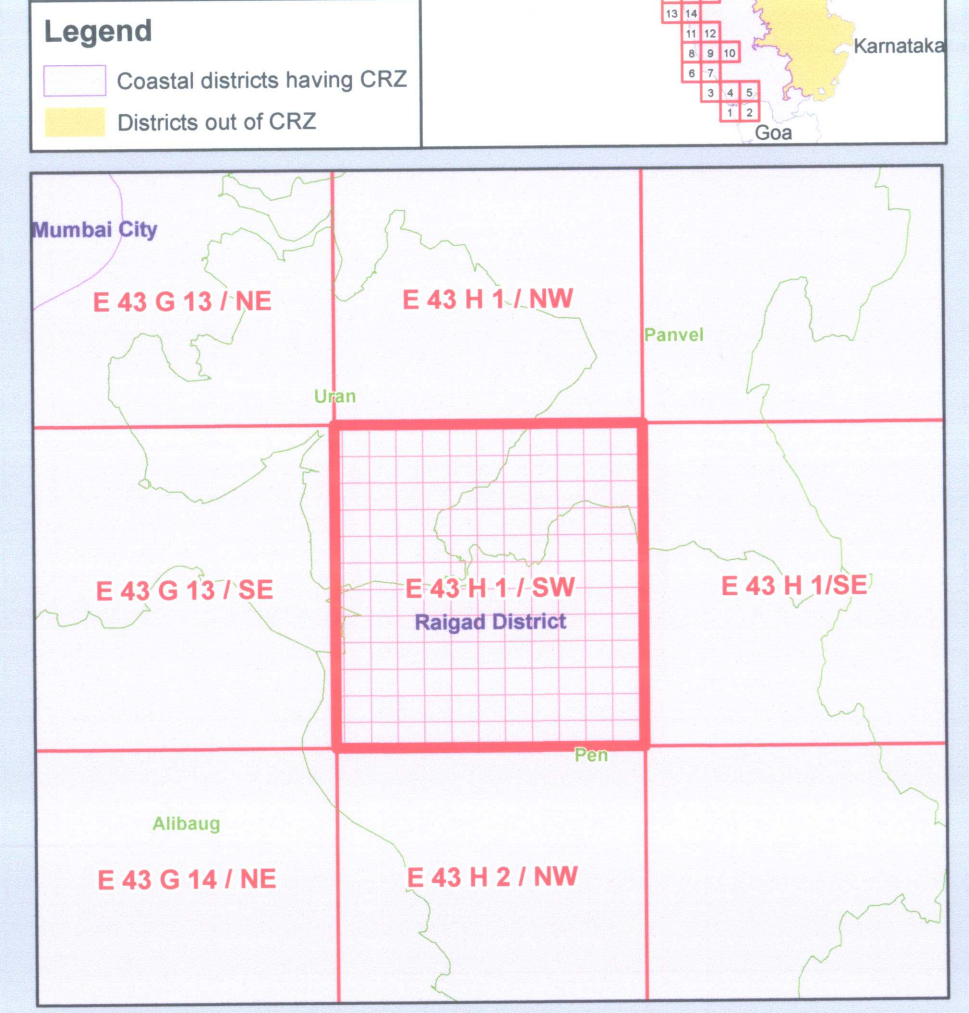 Legend
Coastal districts having CRZ
Districts out of CRZ
13 14
11 12
8 9 10
6 7
3 4 5
1 2
Karnataka
Goa
Mumbai City
E 43 G 13 / NE
E 43 H 1 / NW
Panvel
Uran
E 43 G 13 / SE
E 43 H 1 / SW
E 43 H 1/SE
Raigad District
Pen
Alibaug
E 43 G 14 / NE
E 43 H 2 / NW